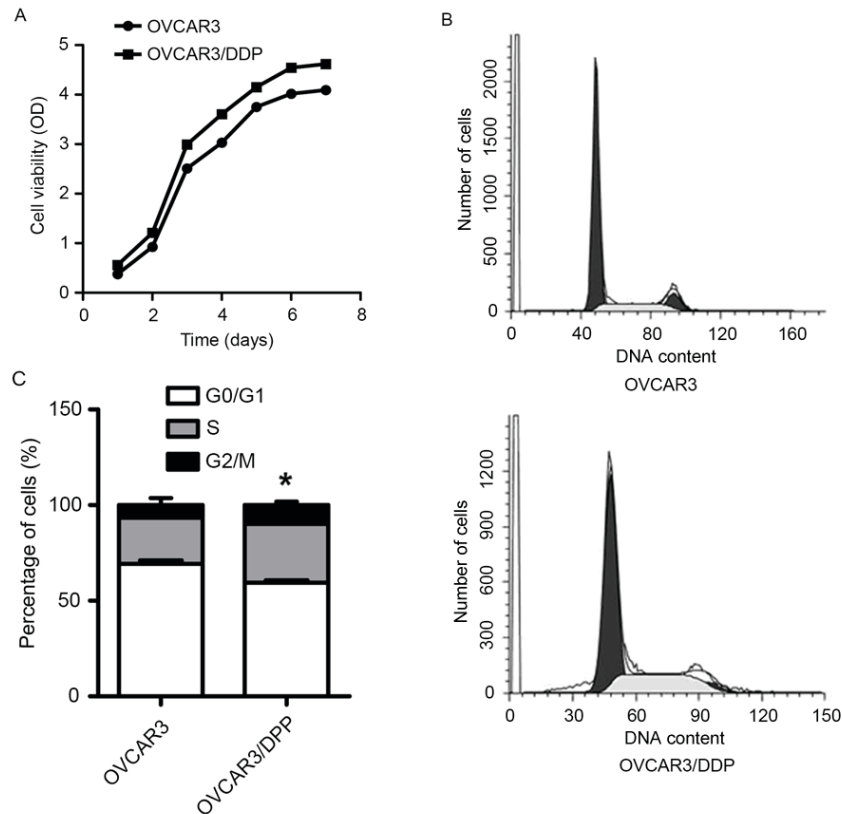 A
OVCAR3
OVCAR3/DDP
Cell viability (OD)
5
4
3
2
1
0
0 2 4 6 8
Time (days)
B
Number of cells
2000
1500
1000
500
0
0 40 80 120 160
DNA content
OVCAR3
Number of cells
1200
900
600
300
0
0 30 60 90 120 150
DNA content
OVCAR3/DDP
C
G0/G1
S
G2/M
Percentage of cells (%)
150
100
50
0
*
OVCAR3
OVCAR3/DPP